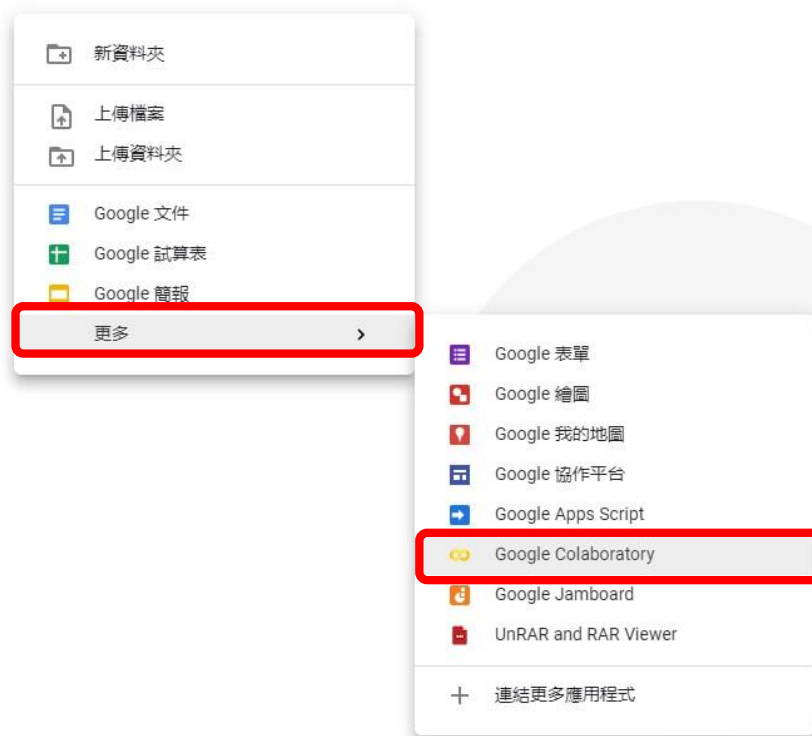 新資料夾
上傳檔案
上傳資料夾
Google 文件
Google 試算表
Google 簡報
更多
Google 表單
Google 繪圖
Google 我的地圖
Google 協作平台
Google Apps Script
Google Colaboratory
Google Jamboard
UnRAR and RAR Viewer
連結更多應用程式